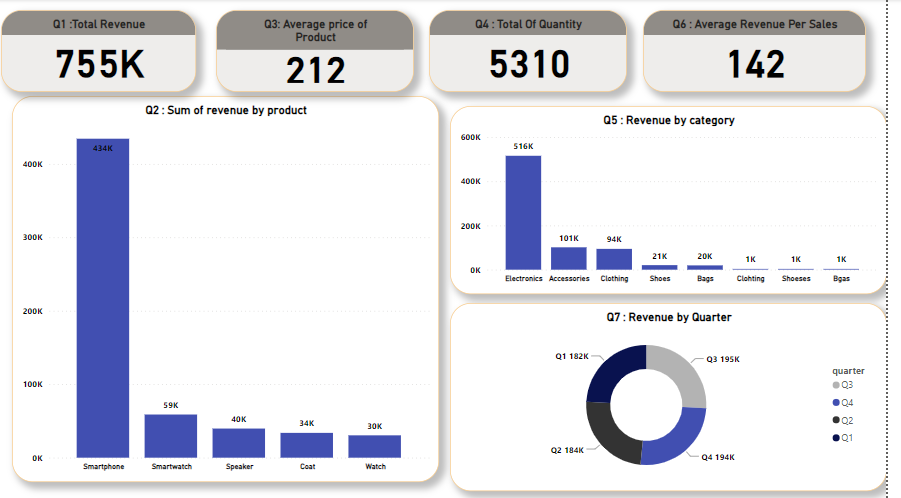 Q1 :Total Revenue
755K
Q3: Average price of
Product
212
Q4 :Total Of Quantity
5310
Q6 : Average Revenue Per Sales
142
Q2 : Sum of revenue by product
400K
300K
200K
100K
0K
434K
59K
40K
34K
30K
Smartphone
Smartwatch
Speaker
Coat
Watch
Q5 : Revenue by category
600K
400K
200K
0K
516K
101K
94K
21K
20K
1K
1K
1K
Electronics
Accessories
Clothing
Shoes
Bags
Clohting
Shoeses
Bgas
Q7 : Revenue by Quarter
Q1 182K
Q3 195K
Q2 184K
Q4 194K
quarter
Q3
Q4
Q2
Q1